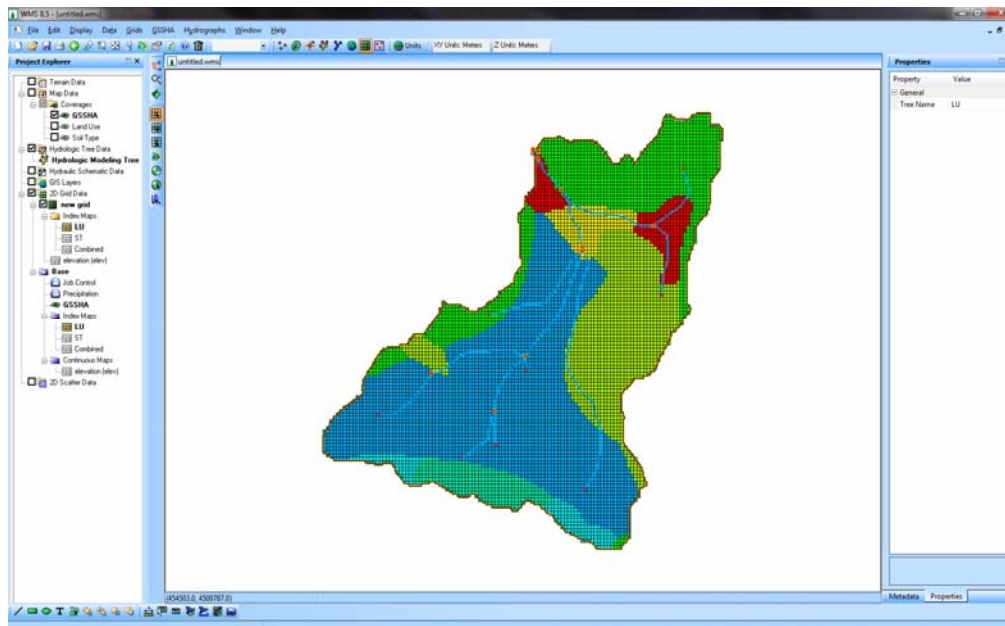 WMS 8.5 - [untitled.wms]
File Edit Display Data Grids GSSHA Hydrographs Window Help
Units XY Units: Meters Z Units: Meters
Project Explorer
Terrain Data
Map Data
Coverages
GSSHA
Land Use
Soil Type
Hydrologic Tree Data
Hydrologic Modeling Tree
Hydraulic Schematic Data
GIS Layers
2D Grid Data
new grid
Index Maps
LU
ST
Combined
elevation (elev)
Base
Job Control
Precipitation
GSSHA
Index Maps
LU
ST
Combined
Continuous Maps
elevation (elev)
2D Scatter Data
untitled.wms
(454503.0, 4500787.0)
Properties
Property Value
General
Tree Name LU
Metadata Properties